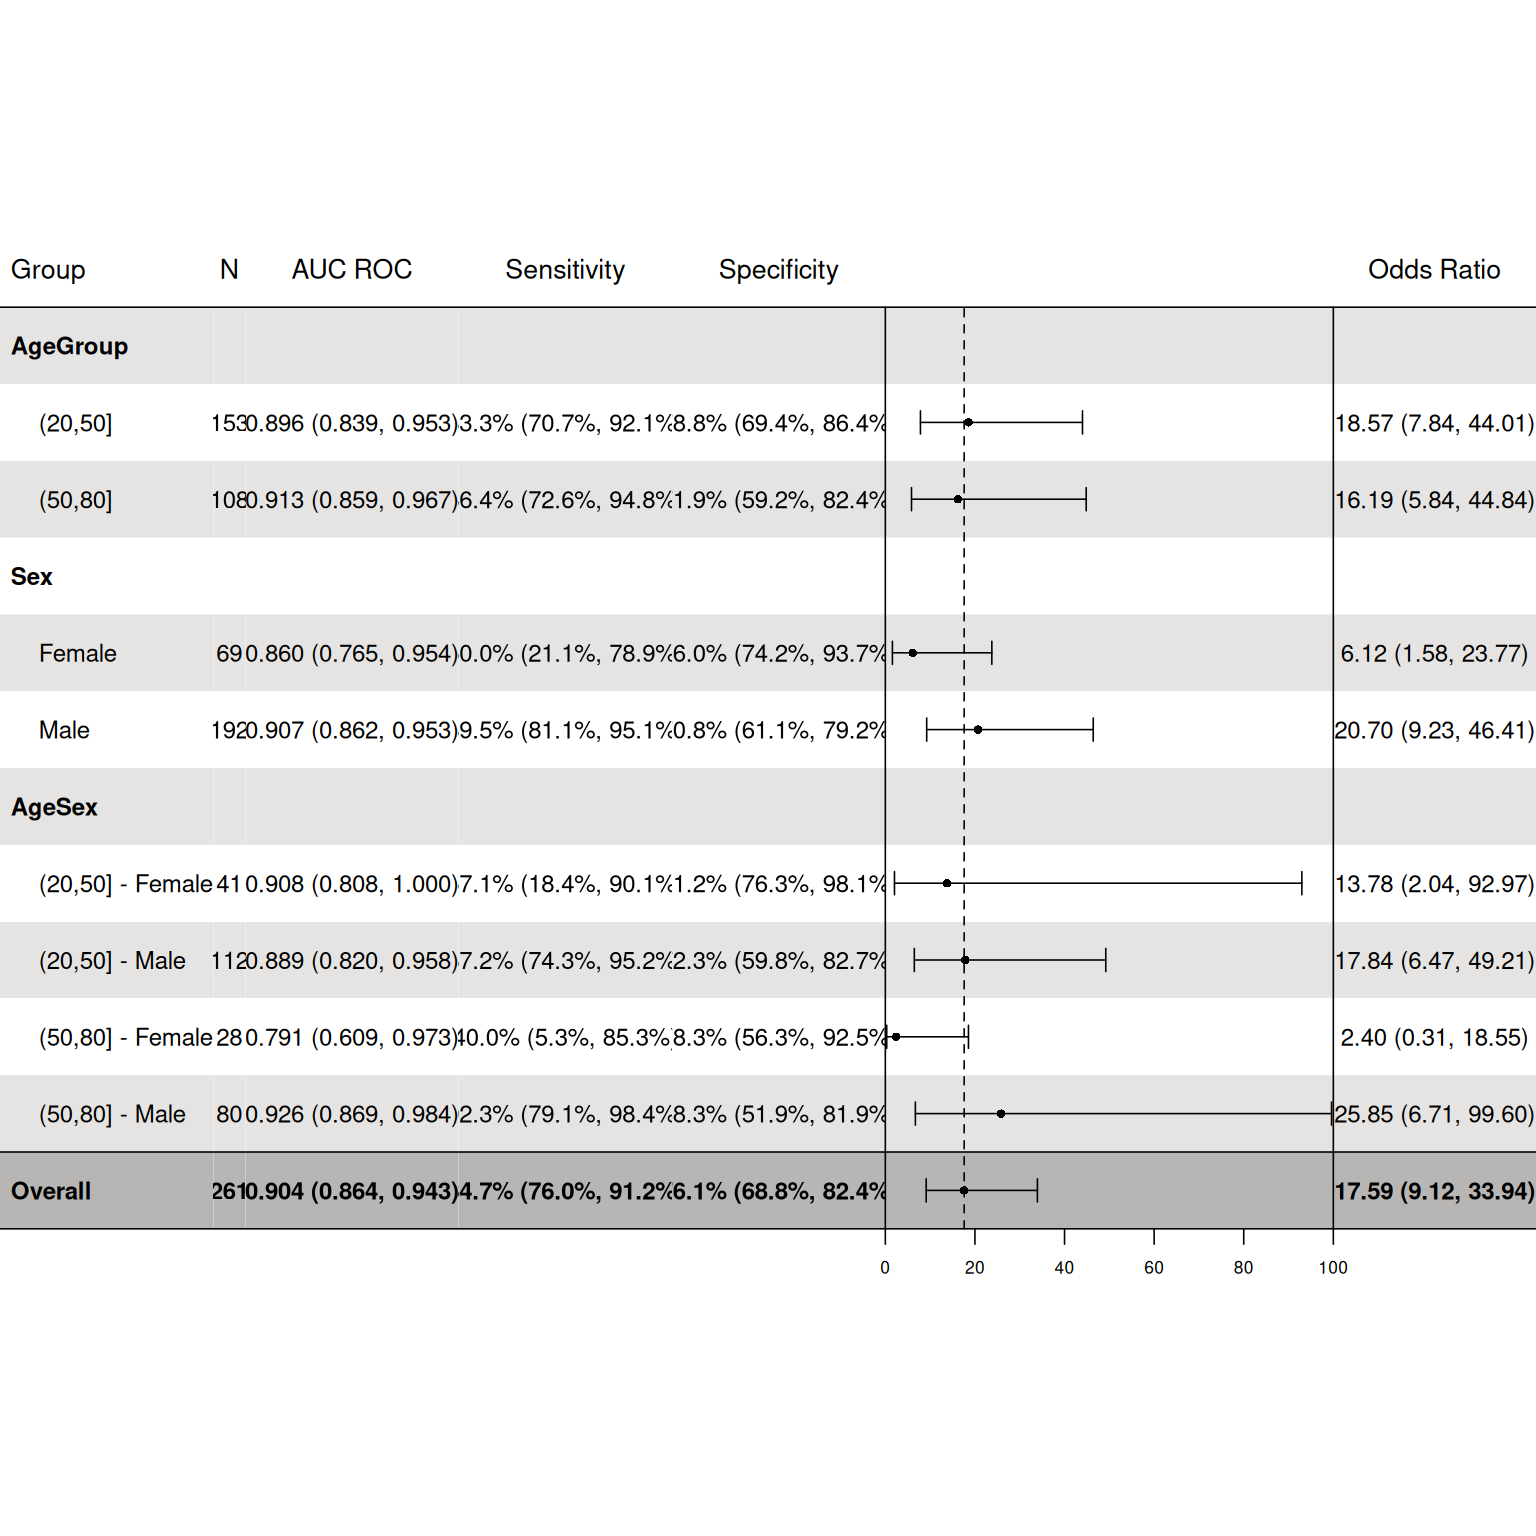 Group N AUC ROC Sensitivity Specificity Odds Ratio
AgeGroup
(20,50] 153 0.896 (0.839, 0.953) 3.3% (70.7%, 92.1% 8.8% (69.4%, 86.4% 18.57 (7.84, 44.01)
(50,80] 108 0.913 (0.859, 0.967) 6.4% (72.6%, 94.8% 1.9% (59.2%, 82.4% 16.19 (5.84, 44.84)
Sex
Female 69 0.860 (0.765, 0.954) 0.0% (21.1%, 78.9% 6.0% (74.2%, 93.7% 6.12 (1.58, 23.77)
Male 192 0.907 (0.862, 0.953) 9.5% (81.1%, 95.1% 0.8% (61.1%, 79.2% 20.70 (9.23, 46.41)
AgeSex
(20,50] - Female 41 0.908 (0.808, 1.000) 7.1% (18.4%, 90.1% 1.2% (76.3%, 98.1% 13.78 (2.04, 92.97)
(20,50] - Male 112 0.889 (0.820, 0.958) 7.2% (74.3%, 95.2% 2.3% (59.8%, 82.7% 17.84 (6.47, 49.21)
(50,80] - Female 28 0.791 (0.609, 0.973) 40.0% (5.3%, 85.3% 8.3% (56.3%, 92.5% 2.40 (0.31, 18.55)
(50,80] - Male 80 0.926 (0.869, 0.984) 2.3% (79.1%, 98.4% 8.3% (51.9%, 81.9% 25.85 (6.71, 99.60)
Overall 261 0.904 (0.864, 0.943) 4.7% (76.0%, 91.2% 6.1% (68.8%, 82.4% 17.59 (9.12, 33.94)
0 20 40 60 80 100